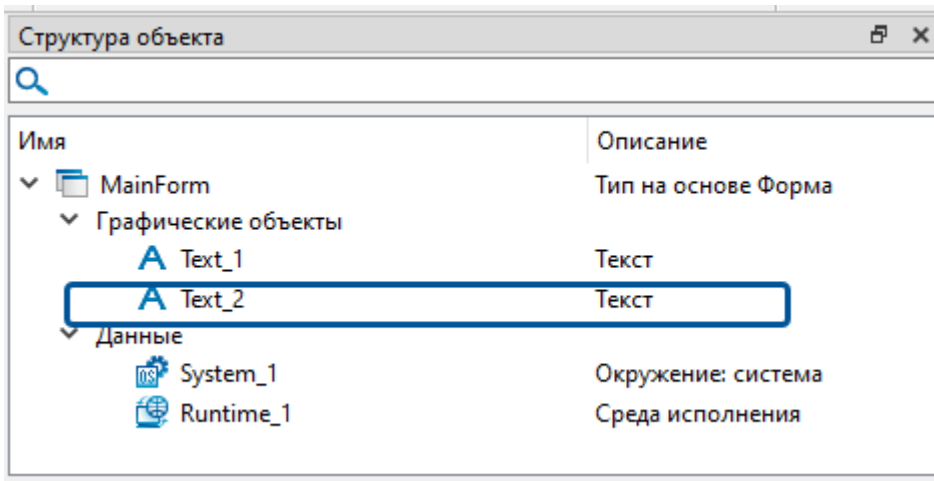 Структура объекта
Имя Описание
MainForm Тип на основе Форма
Графические объекты
A Text_1 Текст
A Text_2 Текст
Данные
OS System_1 Окружение: система
Runtime_1 Среда исполнения